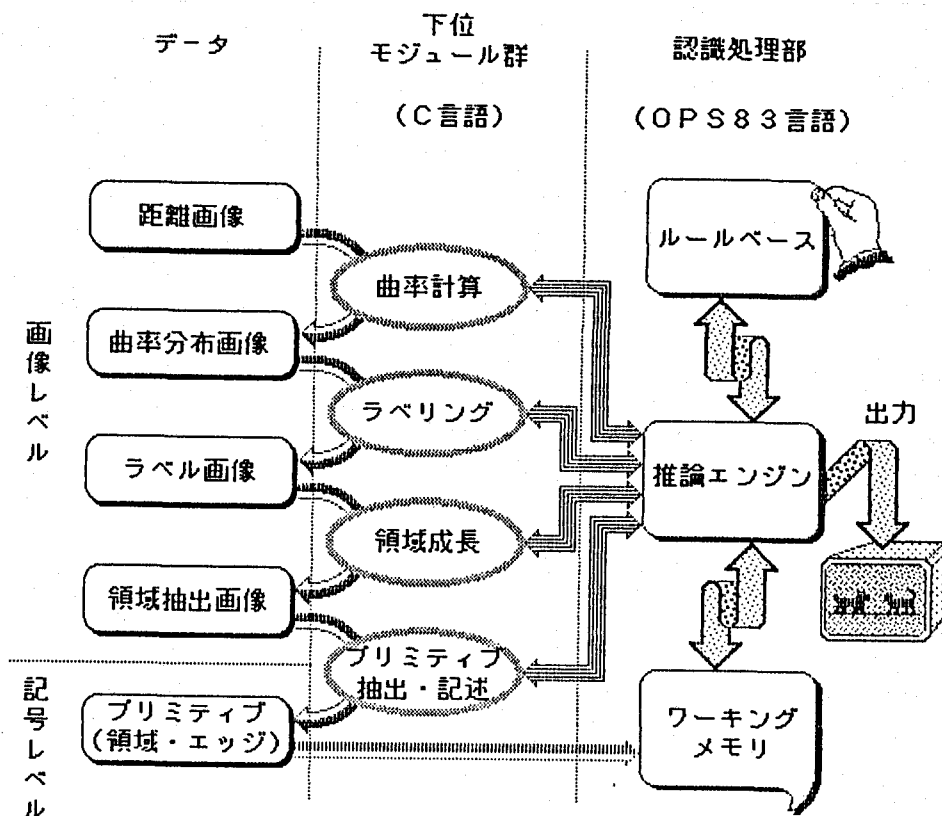 データ
下位
モジュール群
(C言語)
認識処理部
(OPS83言語)
画像レベル
距離画像
曲率分布画像
ラベル画像
領域抽出画像
記号レベル
プリミティブ
(領域・エッジ)
曲率計算
ラベリング
領域成長
プリミティブ
抽出・記述
ルールベース
推論エンジン
出力
ワーキング
メモリ